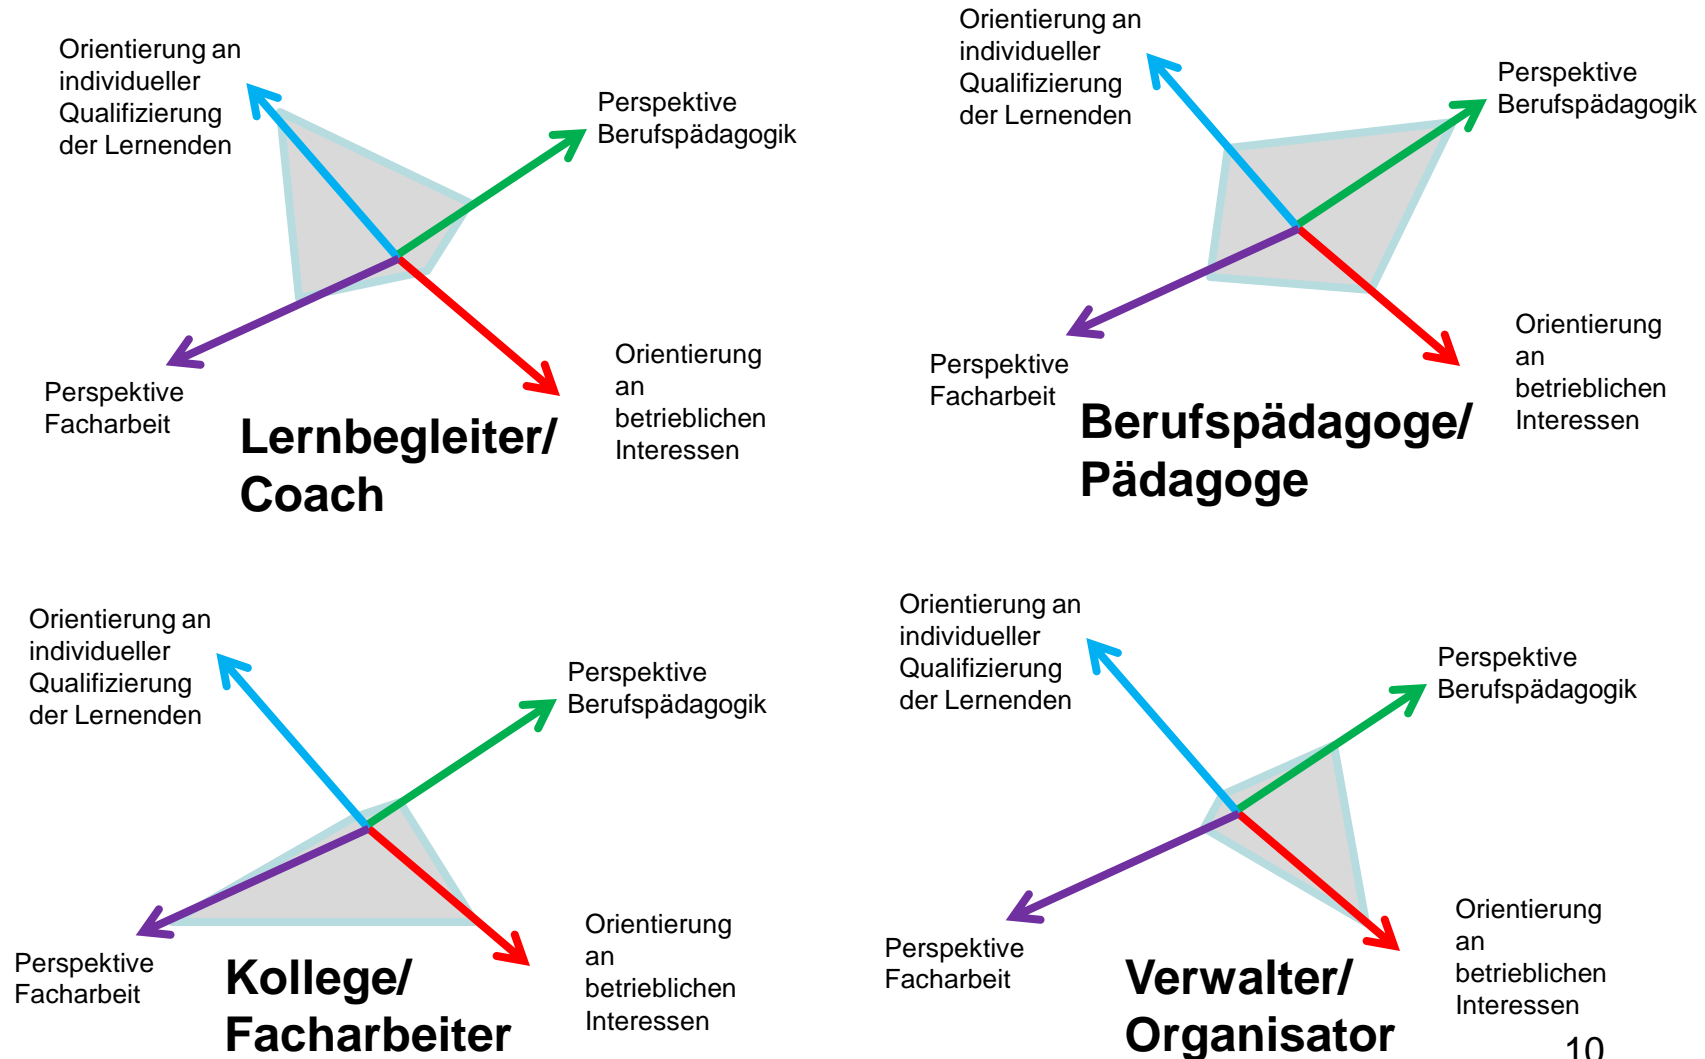 Orientierung an
individueller
Qualifizierung
der Lernenden
Perspektive
Berufspädagogik
Perspektive
Facharbeit
Orientierung
an
betrieblichen
Interessen
Lernbegleiter/
Coach
Orientierung an
individueller
Qualifizierung
der Lernenden
Perspektive
Berufspädagogik
Perspektive
Facharbeit
Orientierung
an
betrieblichen
Interessen
Berufspädagoge/
Pädagoge
Orientierung an
individueller
Qualifizierung
der Lernenden
Perspektive
Berufspädagogik
Perspektive
Facharbeit
Orientierung
an
betrieblichen
Interessen
Kollege/
Facharbeiter
Orientierung an
individueller
Qualifizierung
der Lernenden
Perspektive
Berufspädagogik
Perspektive
Facharbeit
Orientierung
an
betrieblichen
Interessen
Verwalter/
Organisator
10